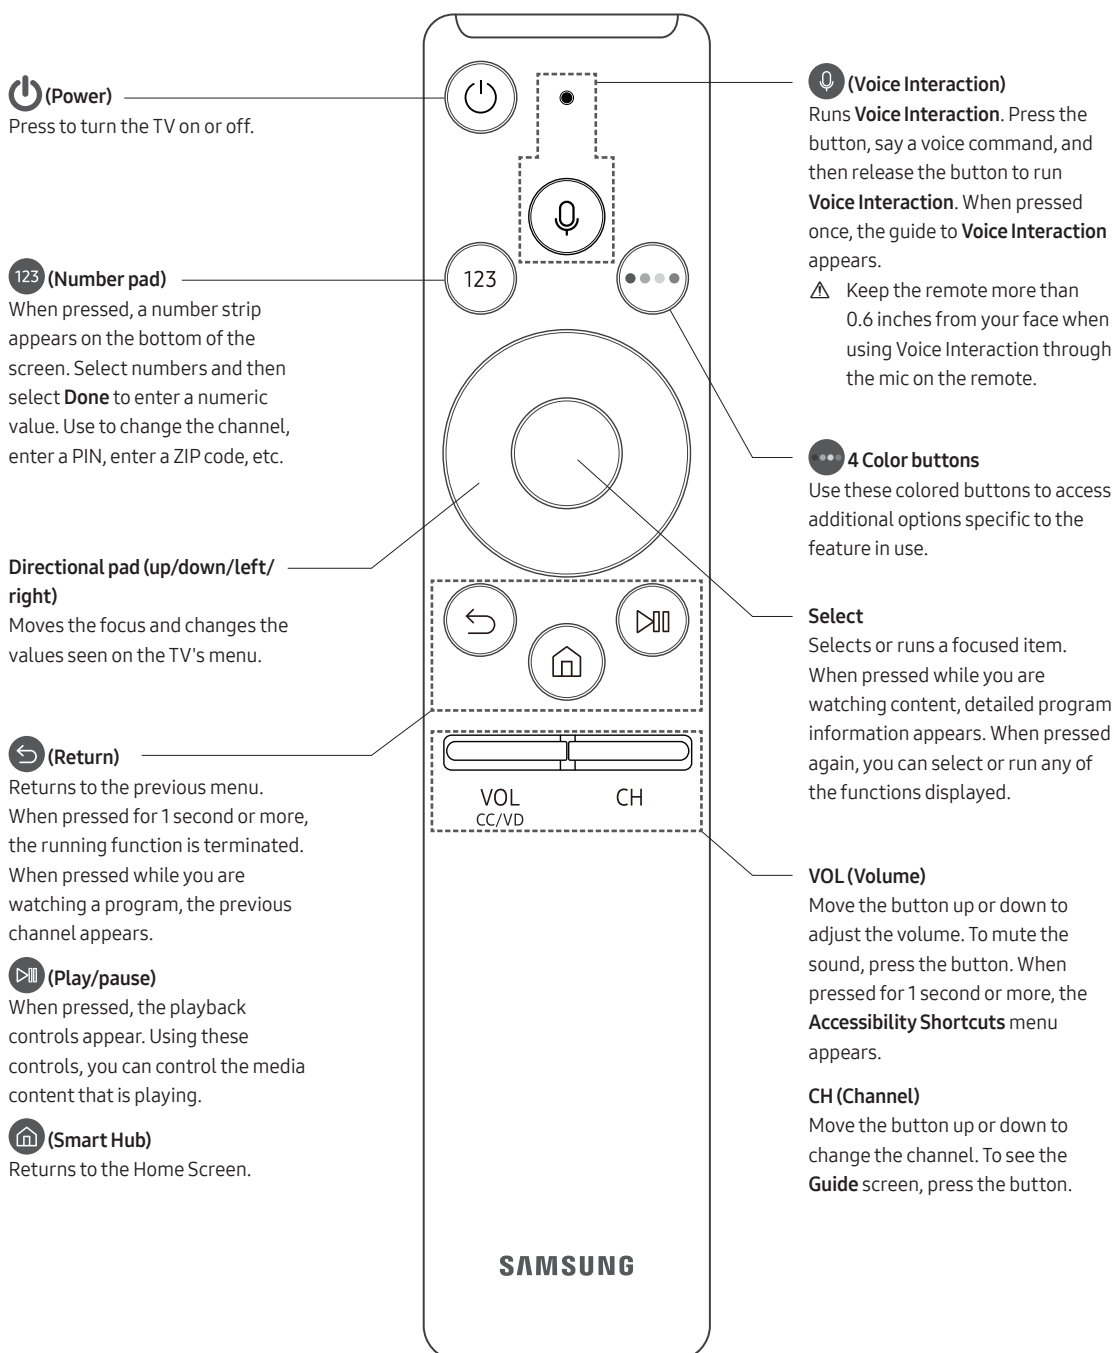 (Power)
Press to turn the TV on or off.
123 (Number pad)
When pressed, a number strip
appears on the bottom of the
screen. Select numbers and then
select Done to enter a numeric
value. Use to change the channel,
enter a PIN, enter a ZIP code, etc.
Directional pad (up/down/left/
right)
Moves the focus and changes the
values seen on the TV's menu.
(Return)
Returns to the previous menu.
When pressed for 1 second or more,
the running function is terminated.
When pressed while you are
watching a program, the previous
channel appears.
(Play/pause)
When pressed, the playback
controls appear. Using these
controls, you can control the media
content that is playing.
(Smart Hub)
Returns to the Home Screen.
123
VOL
CC/VD
CH
SAMSUNG
(Voice Interaction)
Runs Voice Interaction. Press the
button, say a voice command, and
then release the button to run
Voice Interaction. When pressed
once, the guide to Voice Interaction
appears.
Keep the remote more than
0.6 inches from your face when
using Voice Interaction through
the mic on the remote.
4 Color buttons
Use these colored buttons to access
additional options specific to the
feature in use.
Select
Selects or runs a focused item.
When pressed while you are
watching content, detailed program
information appears. When pressed
again, you can select or run any of
the functions displayed.
VOL (Volume)
Move the button up or down to
adjust the volume. To mute the
sound, press the button. When
pressed for 1 second or more, the
Accessibility Shortcuts menu
appears.
CH (Channel)
Move the button up or down to
change the channel. To see the
Guide screen, press the button.